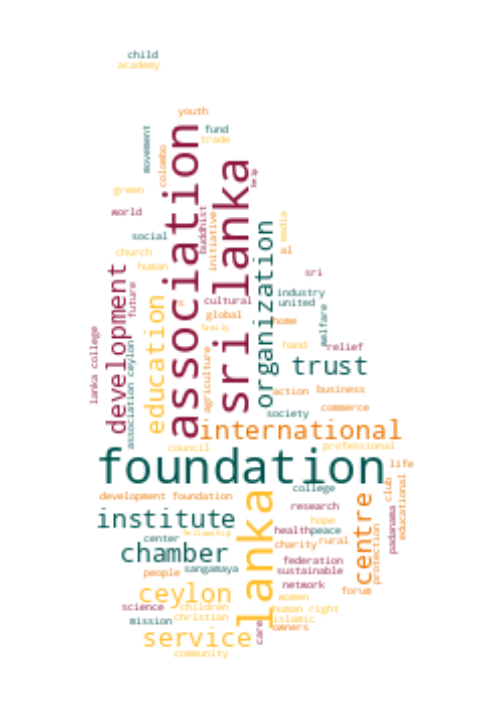 child
academy
youth
fund
trade
movement
colombo
association
sri lanka
help
green
world
buddhist
initiative
media
social
organization
al
church
human
development
future
sri
education
cultural
industry
united
global
family
home
welfare
lanka college
association ceylon
agriculture
hand
relief
trust
action
business
society
commerce
international
council
professional
foundation
life
club
educational
development foundation
college
lanka
centre
research
institute
hope
padanama
protection
center
fellowship
health
peace
charity
rural
chamber
federation
people
sangamaya
sustainable
network
women
forum
ceylon
science
children
human right
mission
christian
islamic
care
owners
service
community